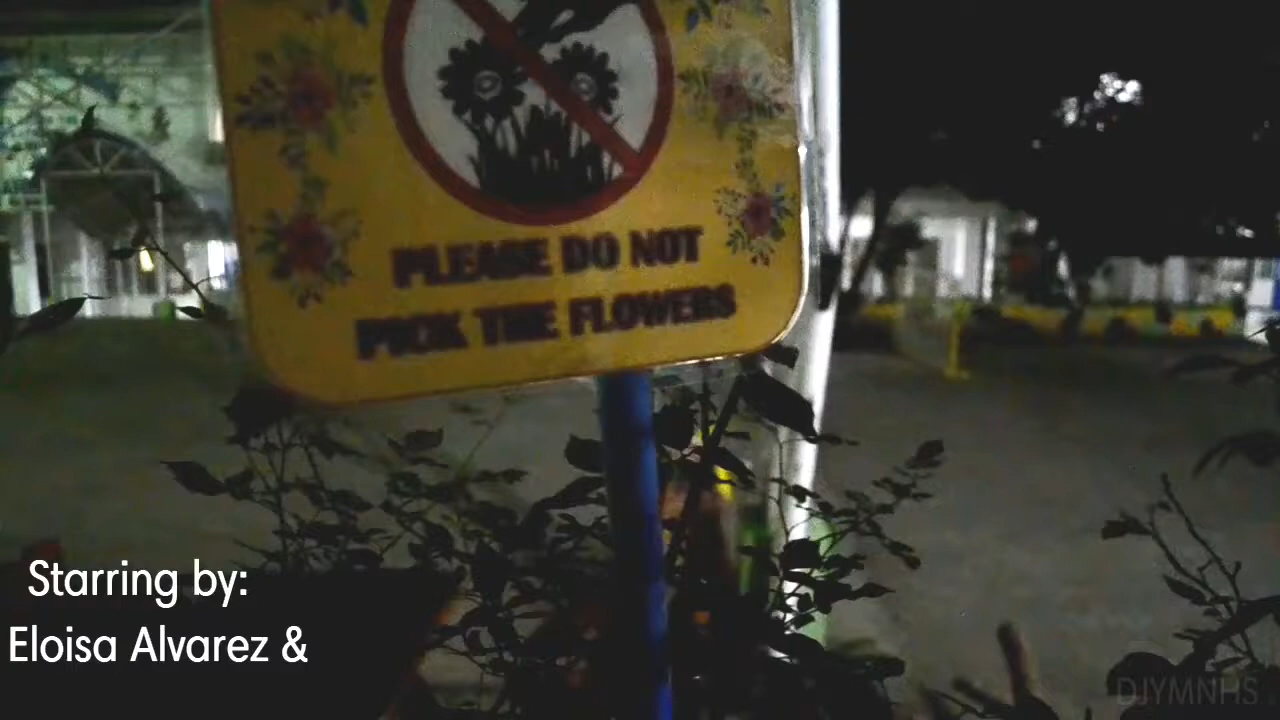 PLEASE DO NOT
PICK THE FLOWERS
Starring by:
Eloisa Alvarez &
DJYMNHS